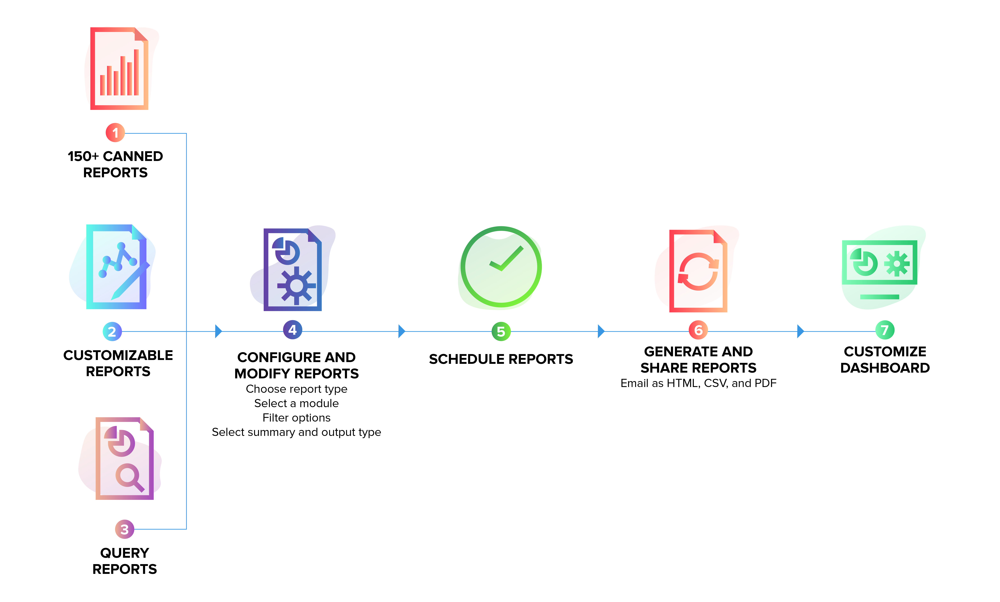 1
150+ CANNED
REPORTS
2
CUSTOMIZABLE
REPORTS
3
QUERY
REPORTS
4
CONFIGURE AND
MODIFY REPORTS
Choose report type
Select a module
Filter options
Select summary and output type
5
SCHEDULE REPORTS
6
GENERATE AND
SHARE REPORTS
Email as HTML, CSV, and PDF
7
CUSTOMIZE
DASHBOARD